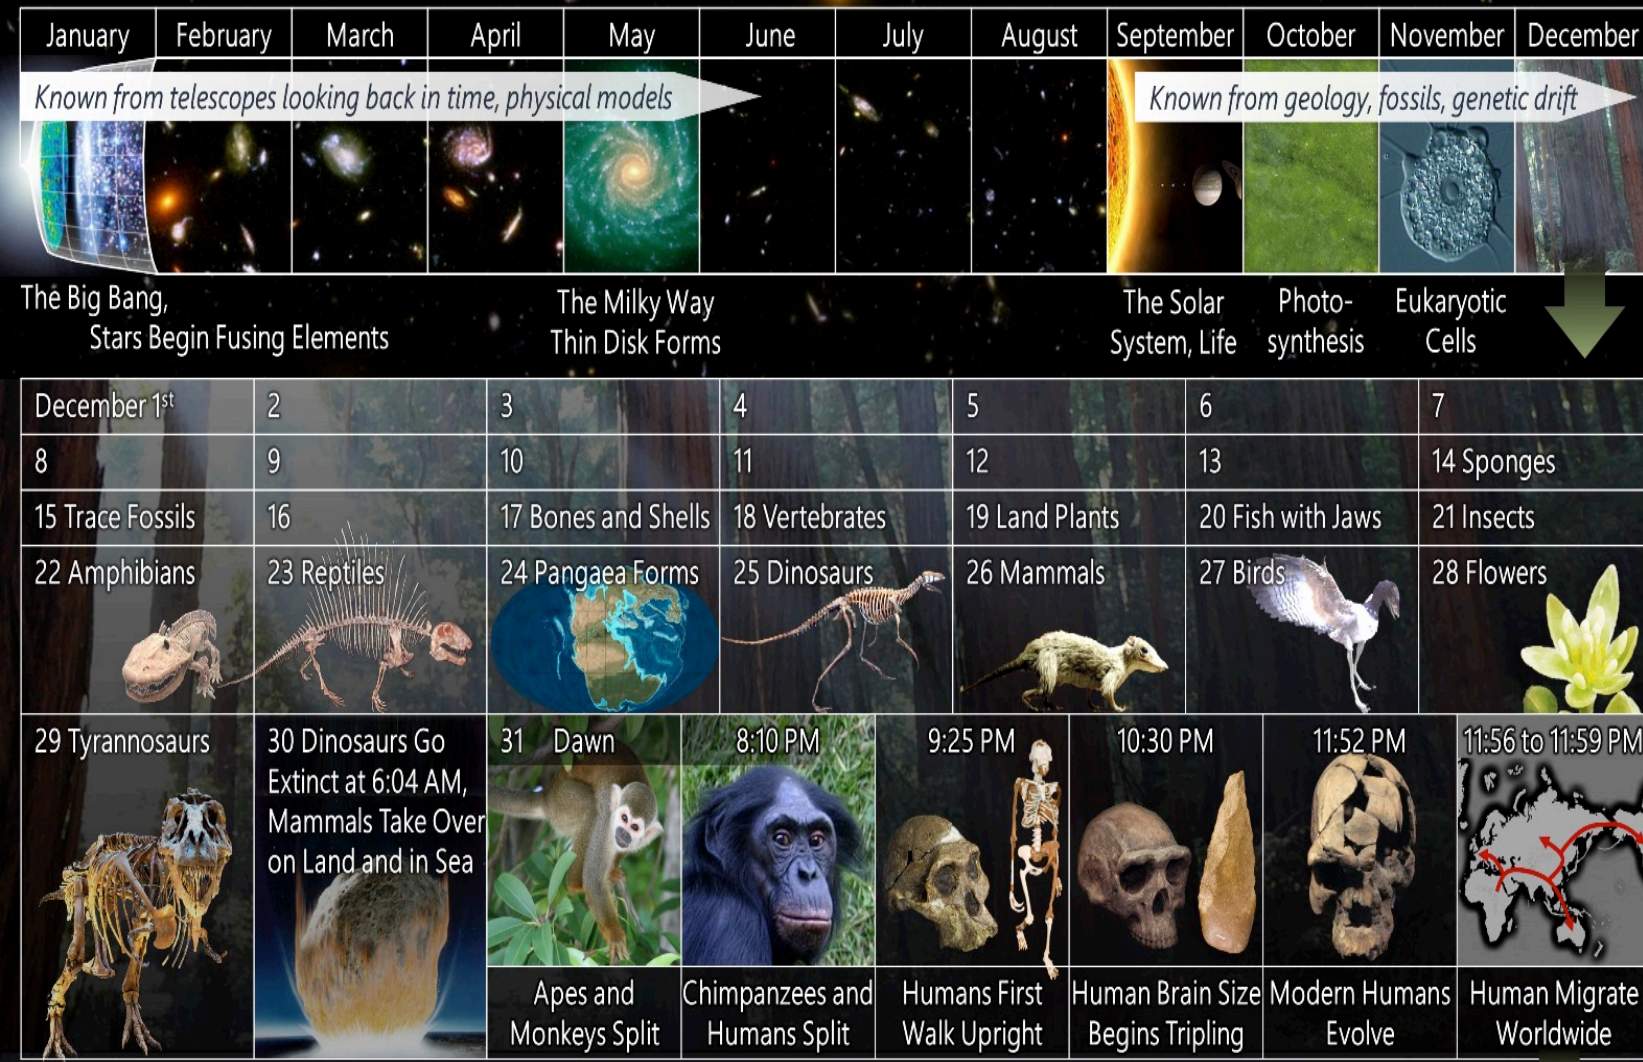 January
February
March
April
May
June
July
August
September
October
November
December
Known from telescopes looking back in time, physical models
Known from geology, fossils, genetic drift
The Big Bang,
Stars Begin Fusing Elements
The Milky Way
Thin Disk Forms
The Solar
System, Life
Photo-
synthesis
Eukaryotic
Cells
December 1st
2
3
4
5
6
7
8
9
10
11
12
13
14 Sponges
15 Trace Fossils
16
17 Bones and Shells
18 Vertebrates
19 Land Plants
20 Fish with Jaws
21 Insects
22 Amphibians
23 Reptiles
24 Pangaea Forms
25 Dinosaurs
26 Mammals
27 Birds
28 Flowers
29 Tyrannosaurs
30 Dinosaurs Go
Extinct at 6:04 AM,
Mammals Take Over
on Land and in Sea
31 Dawn
Apes and
Monkeys Split
8:10 PM
Chimpanzees and
Humans Split
9:25 PM
Humans First
Walk Upright
10:30 PM
Human Brain Size
Begins Tripling
11:52 PM
Modern Humans
Evolve
11:56 to 11:59 PM
Human Migrate
Worldwide